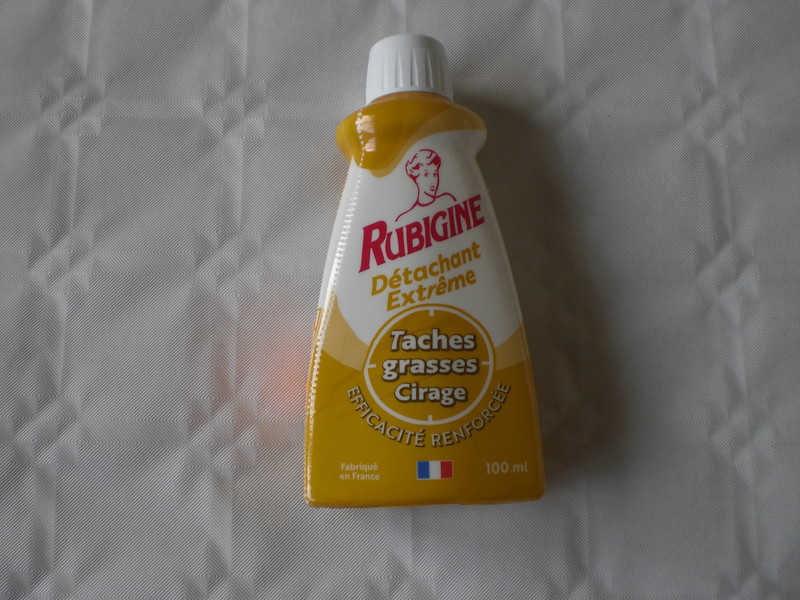 RUBIGINE
Détachant
Extrême
Taches
grasses
Cirage
EFFICACITÉ RENFORCÉE
Fabriqué
en France
100 ml